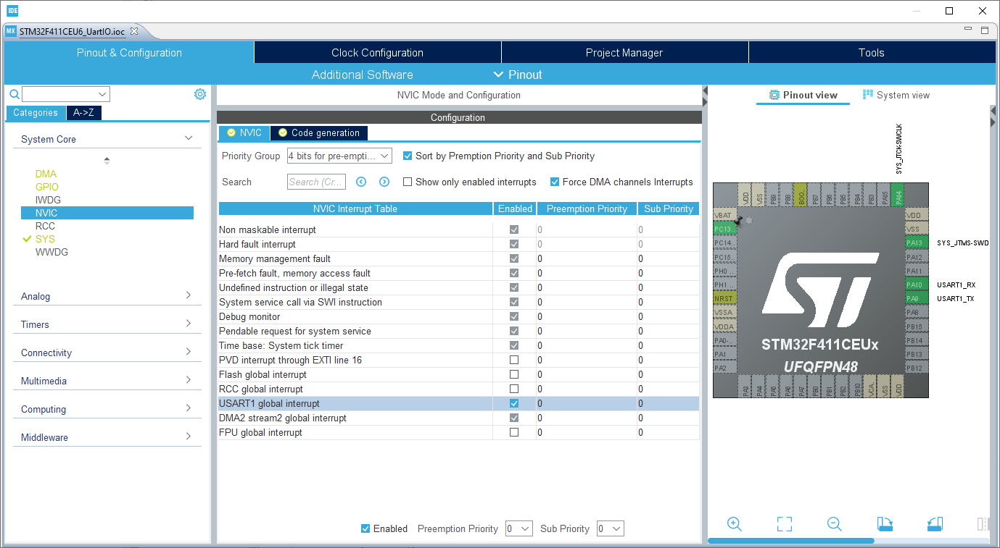 IDE
MX STM32F411CEU6_UartIO.ioc
Pinout & Configuration
Clock Configuration
Project Manager
Tools
Additional Software
Pinout
Categories
A->Z
System Core
DMA
GPIO
IWDG
NVIC
RCC
SYS
WWDG
Analog
Timers
Connectivity
Multimedia
Computing
Middleware
NVIC Mode and Configuration
Configuration
NVIC
Code generation
Priority Group 4 bits for pre-empti... Sort by Premption Priority and Sub Priority
Search Search (Cr... Show only enabled interrupts Force DMA channels Interrupts
NVIC Interrupt Table Enabled Preemption Priority Sub Priority
Non maskable interrupt 0 0
Hard fault interrupt 0 0
Memory management fault 0 0
Pre-fetch fault, memory access fault 0 0
Undefined instruction or illegal state 0 0
System service call via SWI instruction 0 0
Debug monitor 0 0
Pendable request for system service 0 0
Time base: System tick timer 0 0
PVD interrupt through EXTI line 16 0 0
Flash global interrupt 0 0
RCC global interrupt 0 0
USART1 global interrupt 0 0
DMA2 stream2 global interrupt 0 0
FPU global interrupt 0 0
Enabled Preemption Priority 0 Sub Priority 0
Pinout view
System view
SYS_JTCK-SWCLK
VDD
VSS
PB9
PB8
BOO..
PB7
PB6
PB5
PB4
PB3
PA15
PA14
VBAT
PC13..
PC14..
PC15..
PH0 ..
PH1 ..
NRST
VSSA
VDDA
PA0-..
PA1
PA2
VDD
VSS
PA13 SYS_JTMS-SWD
PA12
PA11
PA10 USART1_RX
PA9 USART1_TX
PA8
PB15
PB14
PB13
PB12
ST
STM32F411CEUx
UFQFPN48
PA3
PA4
PA5
PA6
PA7
PB0
PB1
PB2
PB10
VCA..
VSS
VDD